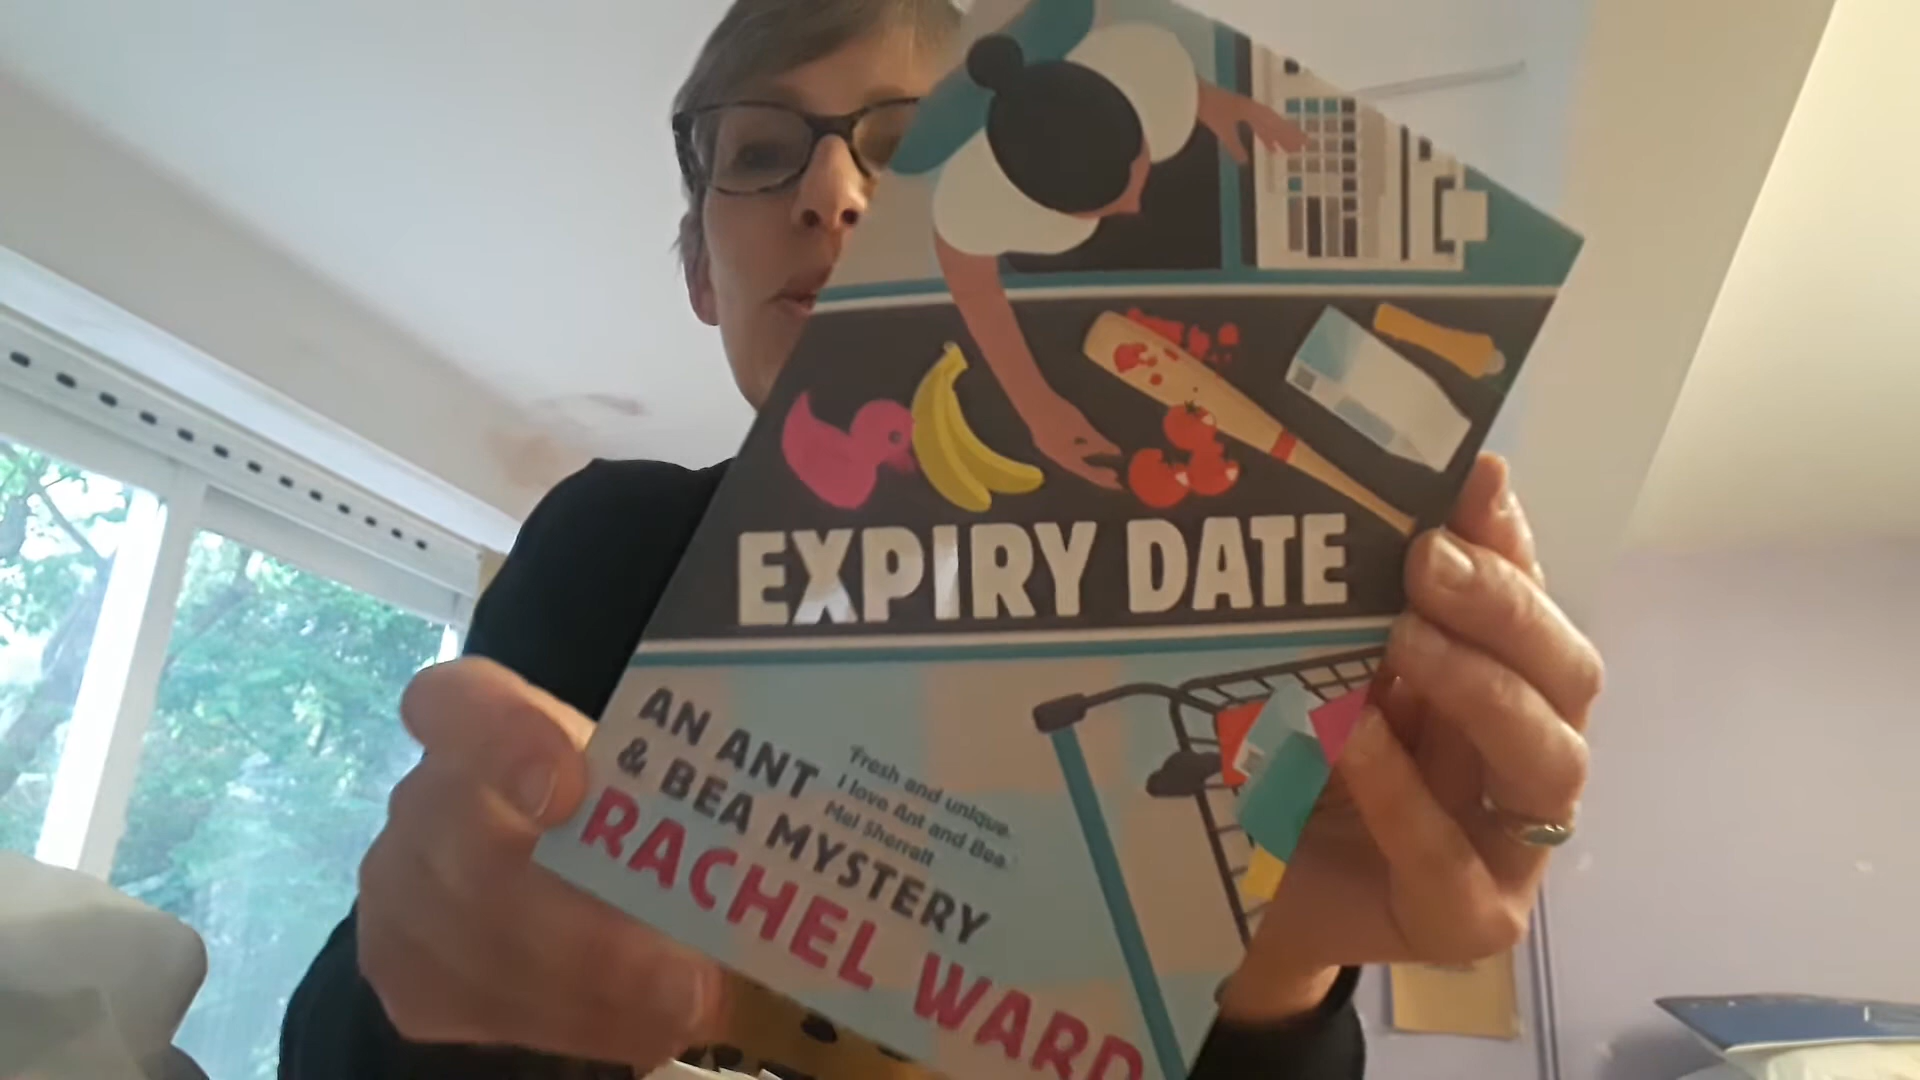 EXPIRY DATE
AN ANT
& BEA MYSTERY
'Fresh and unique.
I love Ant and Bea.'
Mel Sherratt
RACHEL WARD